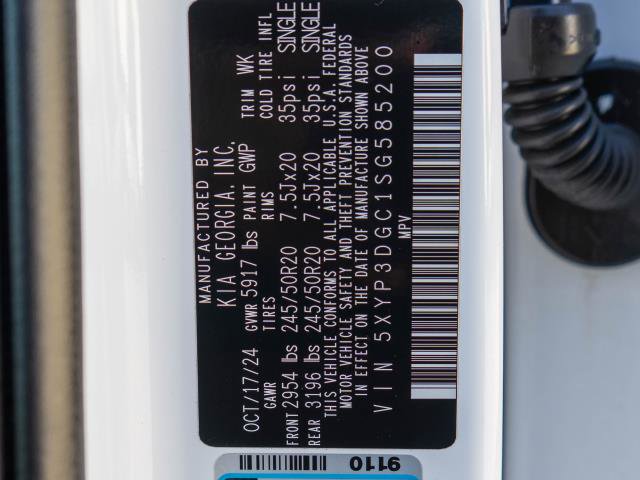 MANUFACTURED BY
KIA GEORGIA, INC.
OCT/17/24 GVWR 5917 lbs PAINT GWP TRIM WK
GAWR TIRES RIMS COLD TIRE INFL
FRONT 2954 lbs 245/50R20 7.5Jx20 35psi SINGLE
REAR 3196 lbs 245/50R20 7.5Jx20 35psi SINGLE
THIS VEHICLE CONFORMS TO ALL APPLICABLE U.S.A. FEDERAL
MOTOR VEHICLE SAFETY AND THEFT PREVENTION STANDARDS
IN EFFECT ON THE DATE OF MANUFACTURE SHOWN ABOVE
VIN 5XYP3DGC1SG585200
MPV
9110